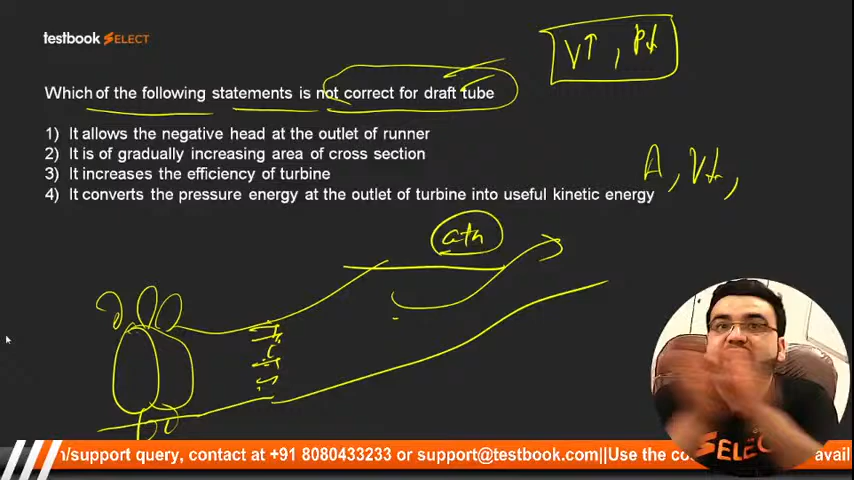 testbook SELECT
V↑ , P↓
Which of the following statements is not correct for draft tube
1) It allows the negative head at the outlet of runner
2) It is of gradually increasing area of cross section
3) It increases the efficiency of turbine
4) It converts the pressure energy at the outlet of turbine into useful kinetic energy
A, V↓,
atm
SELECT
n/support query, contact at +91 8080433233 or support@testbook.com||Use the co avail